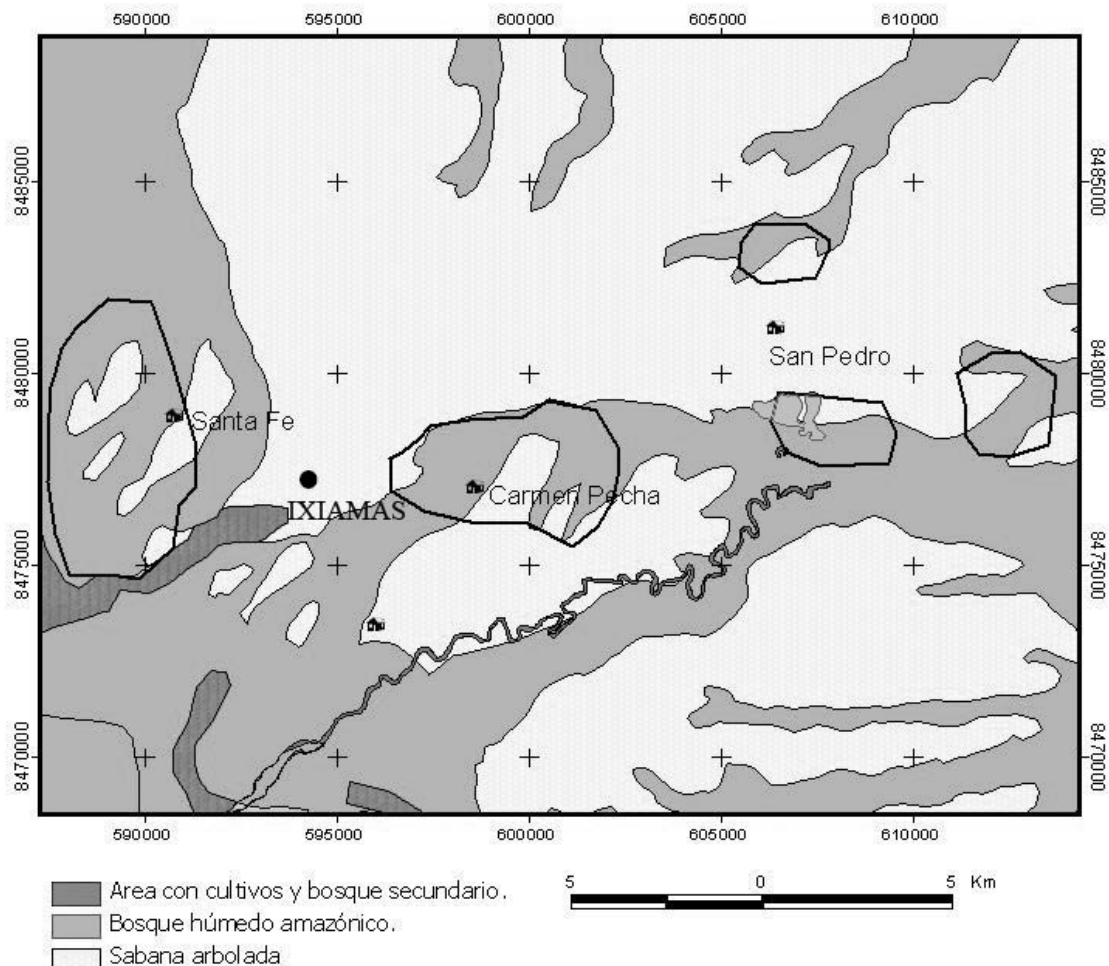 590000 595000 600000 605000 610000
8485000 8485000
San Pedro
8480000 8480000
Santa Fe
Carmen Pecha
IXIAMAS
8475000 8475000
8470000 8470000
590000 595000 600000 605000 610000
5 0 5 Km
Area con cultivos y bosque secundario.
Bosque húmedo amazónico.
Sabana arbolada